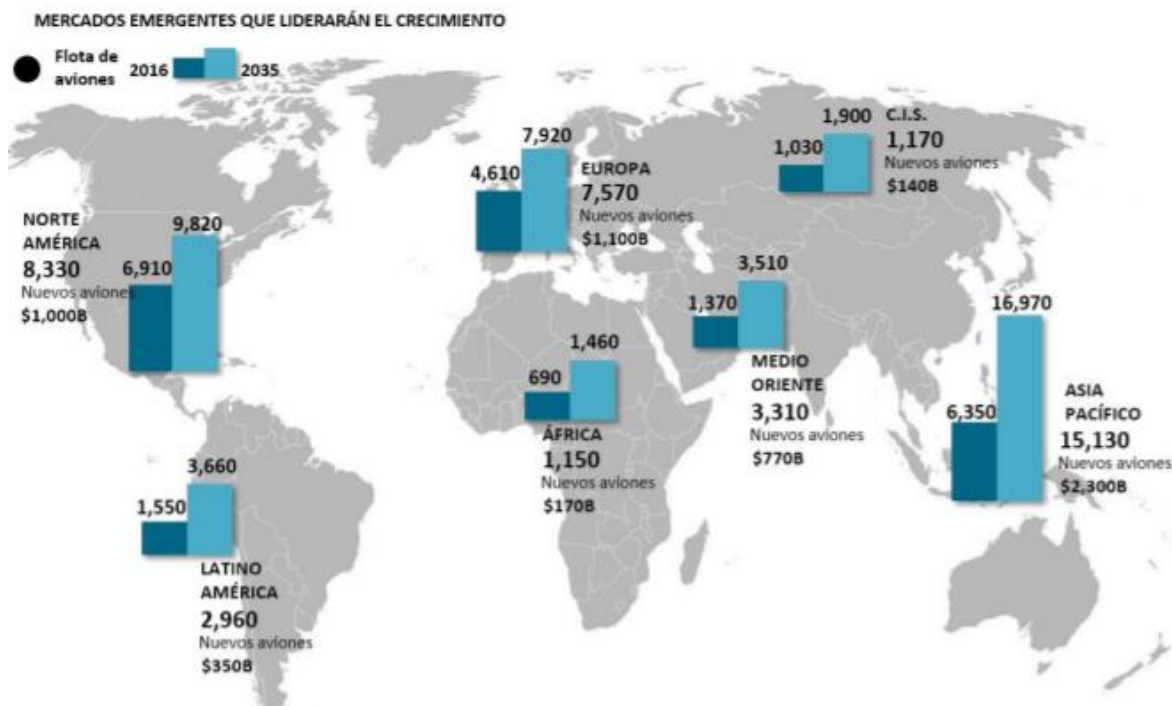 MERCADOS EMERGENTES QUE LIDERARÁN EL CRECIMIENTO
Flota de
aviones
2016
2035
NORTE
AMÉRICA
8,330
Nuevos aviones
$1,000B
6,910
9,820
4,610
7,920
EUROPA
7,570
Nuevos aviones
$1,100B
1,030
1,900
C.I.S.
1,170
Nuevos aviones
$140B
1,370
3,510
MEDIO
ORIENTE
3,310
Nuevos aviones
$770B
690
1,460
ÁFRICA
1,150
Nuevos aviones
$170B
6,350
16,970
ASIA
PACÍFICO
15,130
Nuevos aviones
$2,300B
1,550
3,660
LATINO
AMÉRICA
2,960
Nuevos aviones
$350B